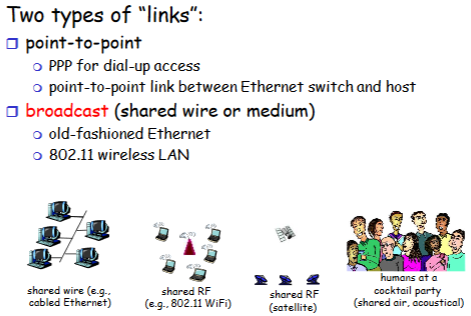 Two types of “links”:
point-to-point
PPP for dial-up access
point-to-point link between Ethernet switch and host
broadcast (shared wire or medium)
old-fashioned Ethernet
802.11 wireless LAN
shared wire (e.g.,
cabled Ethernet)
shared RF
(e.g., 802.11 WiFi)
shared RF
(satellite)
humans at a
cocktail party
(shared air, acoustical)